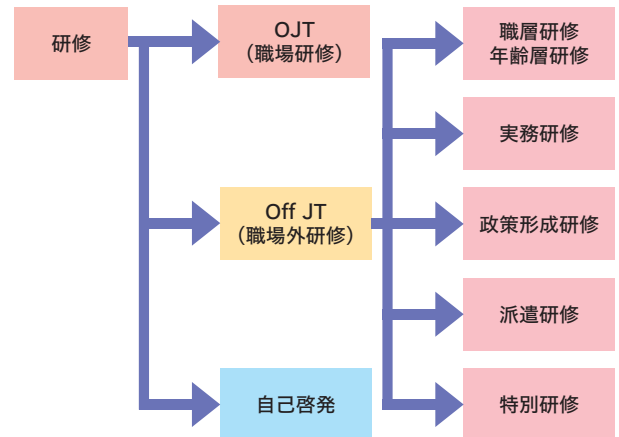 研修
OJT
（職場研修）
Off JT
（職場外研修）
自己啓発
職層研修
年齢層研修
実務研修
政策形成研修
派遣研修
特別研修